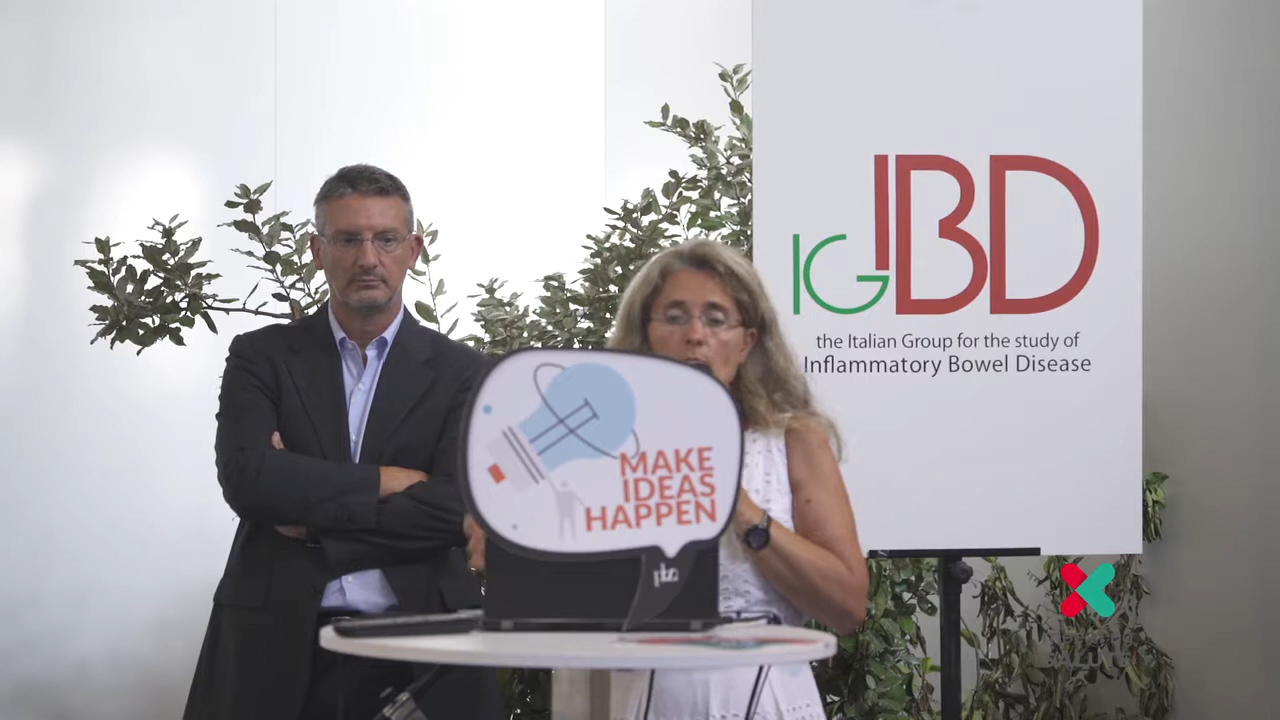 IGIBD
the Italian Group for the study of
Inflammatory Bowel Disease
MAKE
IDEAS
HAPPEN